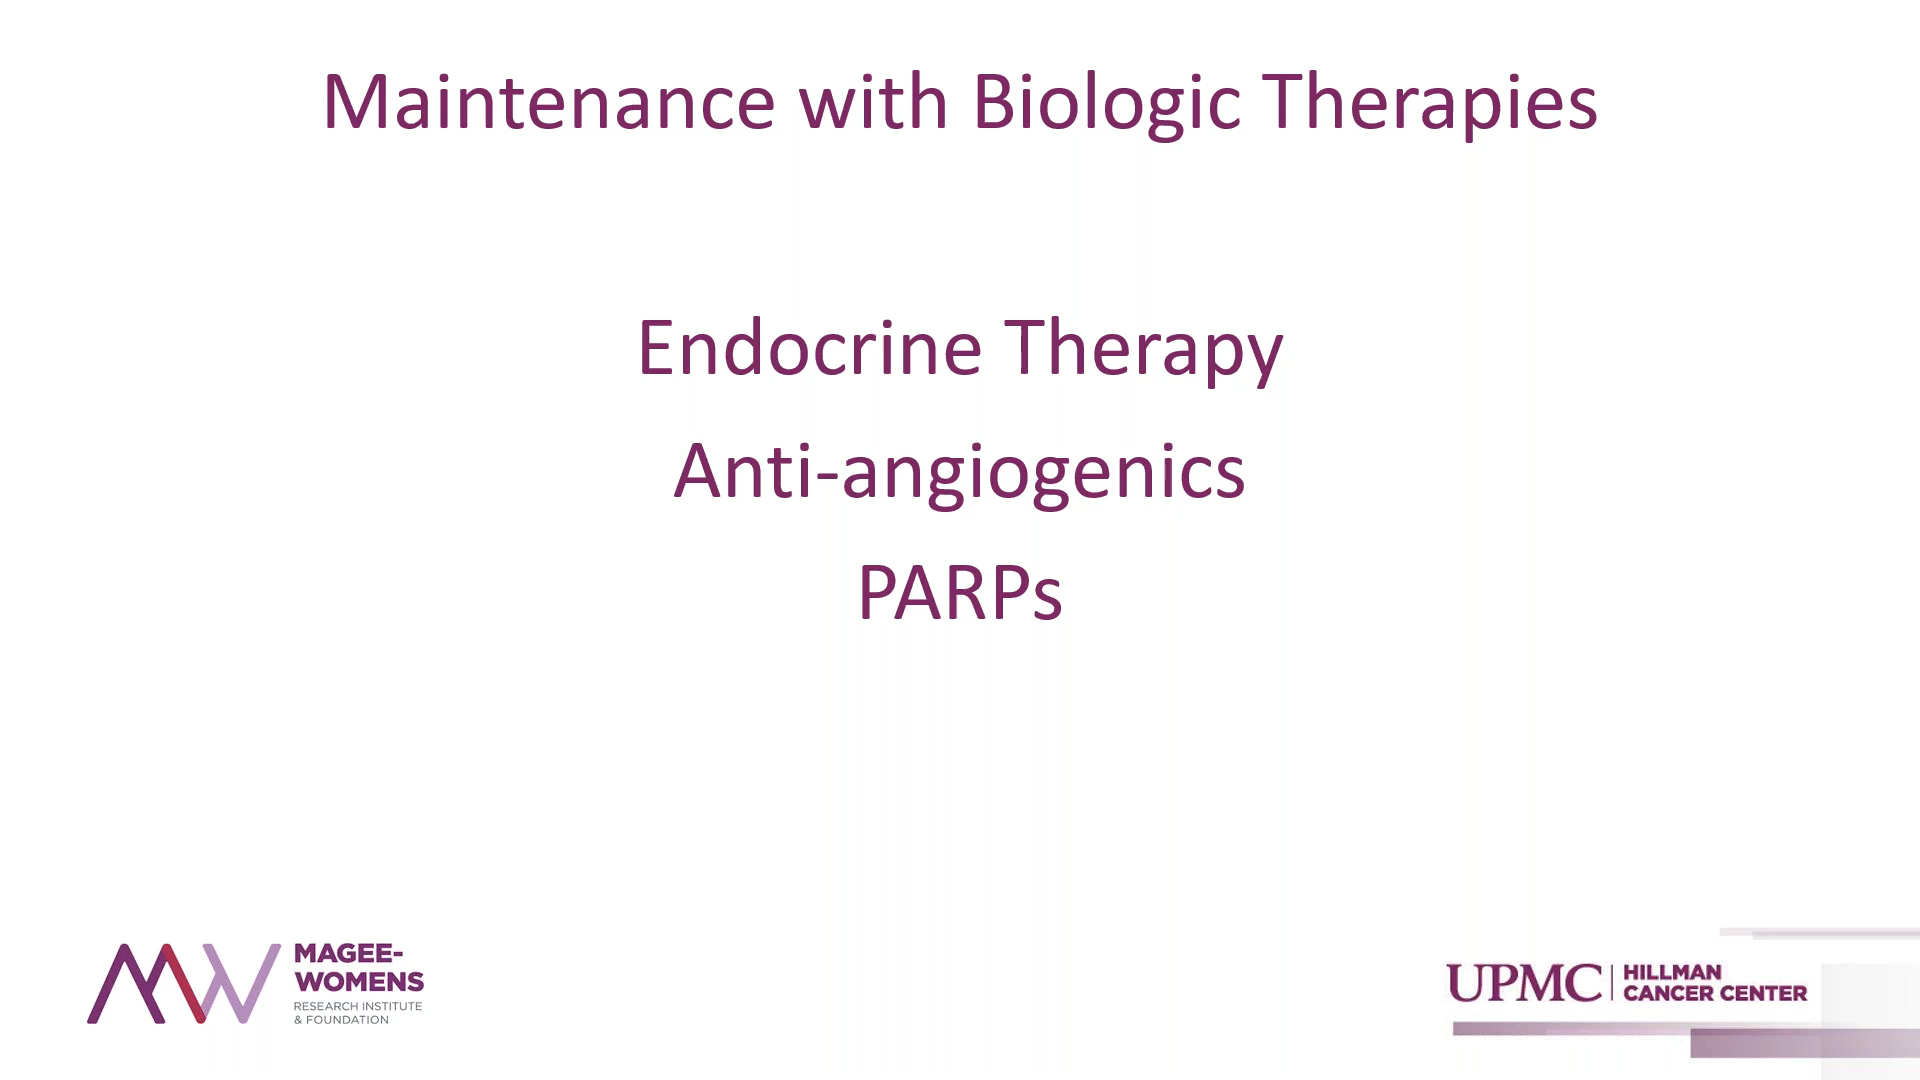 Maintenance with Biologic Therapies
Endocrine Therapy
Anti-angiogenics
PARPs
MAGEE-
WOMENS
RESEARCH INSTITUTE
& FOUNDATION
UPMC | HILLMAN
CANCER CENTER